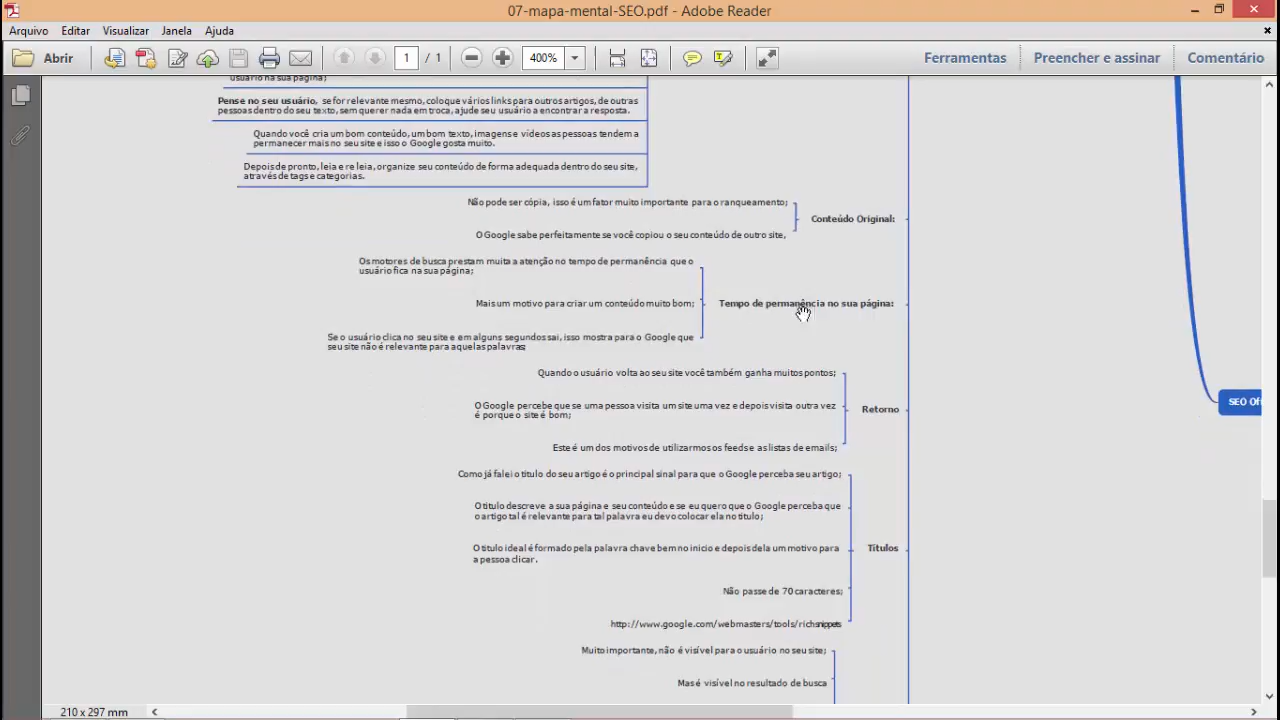 07-mapa-mental-SEO.pdf - Adobe Reader
Arquivo Editar Visualizar Janela Ajuda
Abrir 1 / 1 400% Ferramentas Preencher e assinar Comentário
usuário na sua página;
Pense no seu usuário, se for relevante mesmo, coloque vários links para outros artigos, de outras
pessoas dentro do seu texto, sem querer nada em troca, ajude seu usuário a encontrar a resposta.
Quando você cria um bom conteúdo, um bom texto, imagens e vídeos as pessoas tendem a
permanecer mais no seu site e isso o Google gosta muito.
Depois de pronto, leia e re leia, organize seu conteúdo de forma adequada dentro do seu site,
através de tags e categorias.
Não pode ser cópia, isso é um fator muito importante para o ranqueamento;
Conteúdo Original:
O Google sabe perfeitamente se você copiou o seu conteúdo de outro site,
Os motores de busca prestam muita a atenção no tempo de permanência que o
usuário fica na sua página;
Mais um motivo para criar um conteúdo muito bom;
Tempo de permanência no sua página:
Se o usuário clica no seu site e em alguns segundos sai, isso mostra para o Google que
seu site não é relevante para aquelas palavras;
Quando o usuário volta ao seu site você também ganha muitos pontos;
O Google percebe que se uma pessoa visita um site uma vez e depois visita outra vez
é porque o site é bom;
Retorno
Este é um dos motivos de utilizarmos os feeds e as listas de emails;
SEO Of
Como já falei o titulo do seu artigo é o principal sinal para que o Google perceba seu artigo;
O titulo descreve a sua página e seu conteúdo e se eu quero que o Google perceba que
o artigo tal é relevante para tal palavra eu devo colocar ela no titulo;
O titulo ideal é formado pela palavra chave bem no inicio e depois dela um motivo para
a pessoa clicar.
Títulos
Não passe de 70 caracteres;
http://www.google.com/webmasters/tools/richsnippets
Muito importante, não é visível para o usuário no seu site;
Mas é visível no resultado de busca
210 x 297 mm